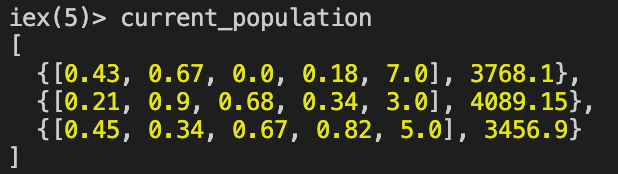 iex(5)> current_population
[
  {[0.43, 0.67, 0.0, 0.18, 7.0], 3768.1},
  {[0.21, 0.9, 0.68, 0.34, 3.0], 4089.15},
  {[0.45, 0.34, 0.67, 0.82, 5.0], 3456.9}
]